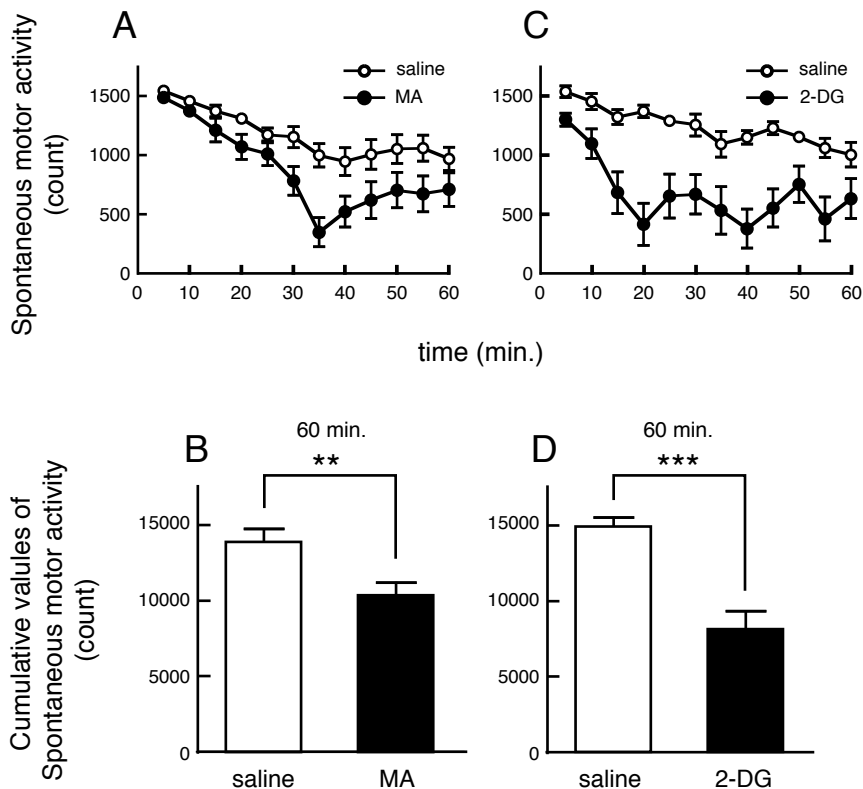 A
saline
MA
C
saline
2-DG
Spontaneous motor activity
(count)
1500
1000
500
0
0 10 20 30 40 50 60
1500
1000
500
0
0 10 20 30 40 50 60
time (min.)
B
60 min.
**
D
60 min.
***
Cumulative valules of
Spontaneous motor activity
(count)
15000
10000
5000
0
saline MA
15000
10000
5000
0
saline 2-DG